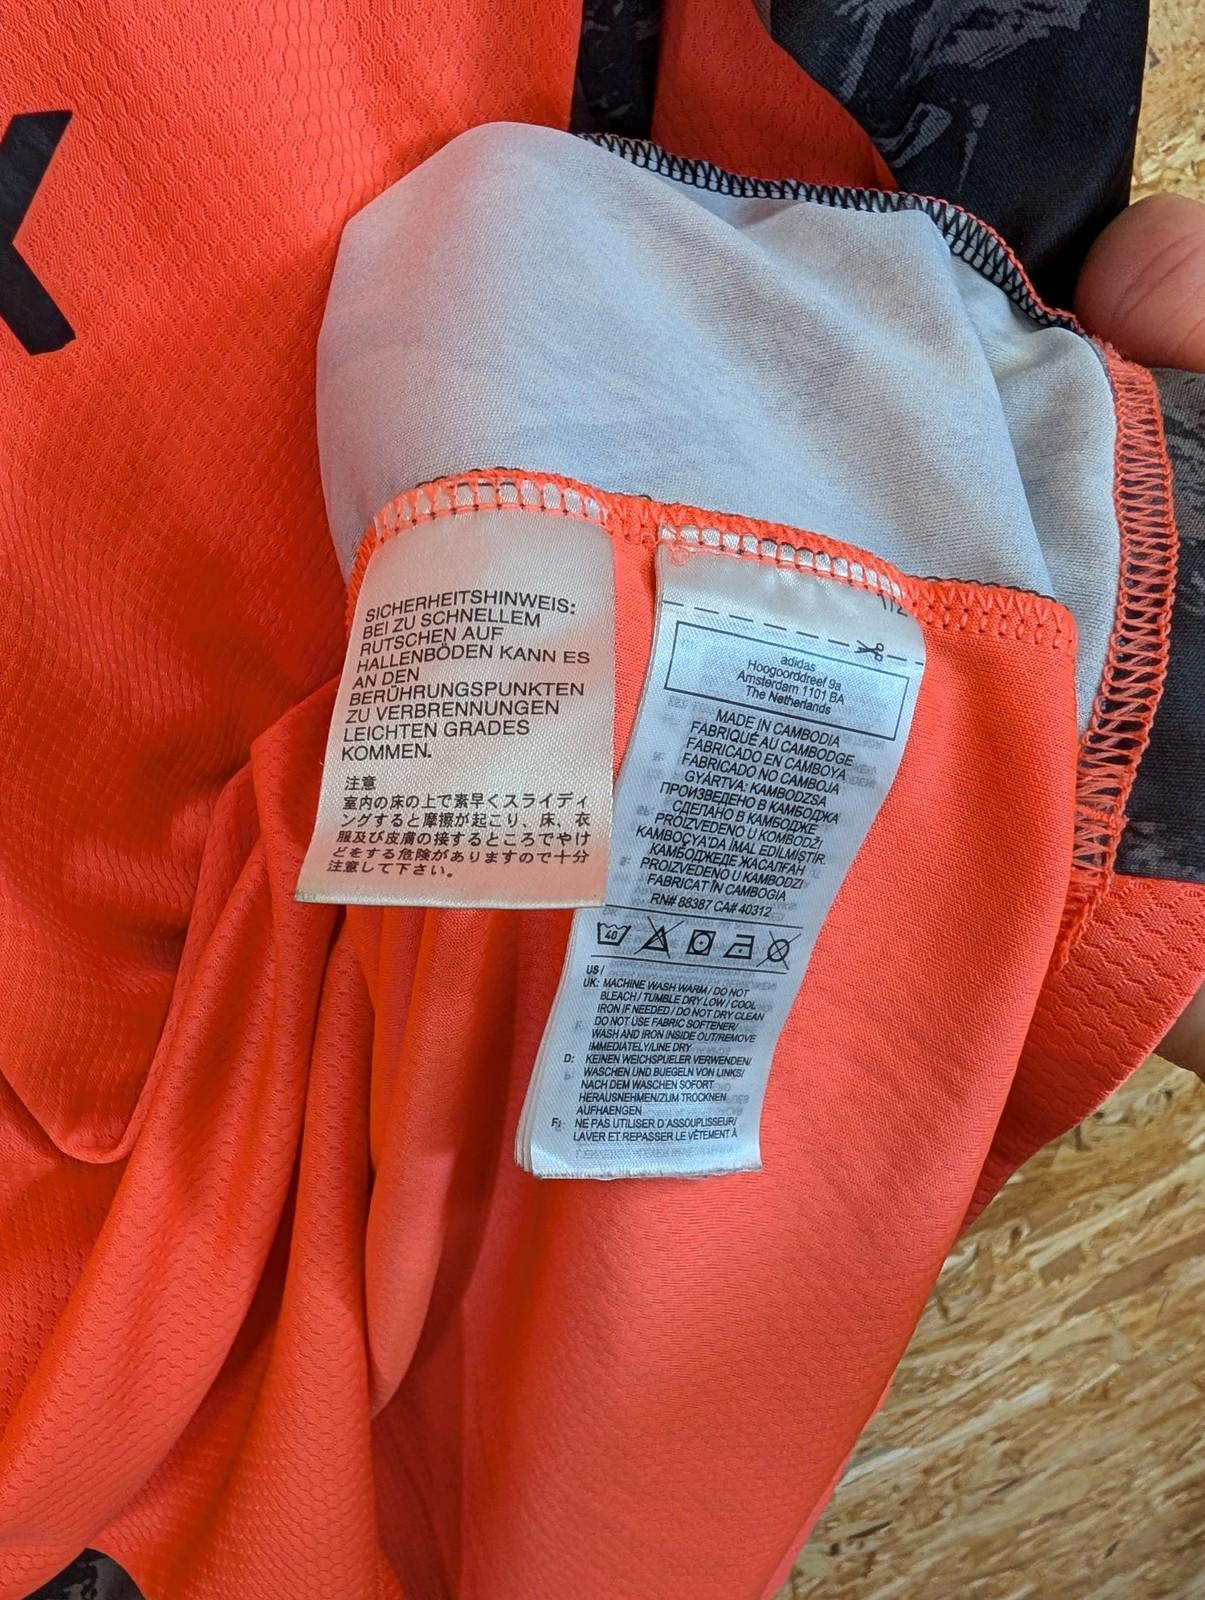 SICHERHEITSHINWEIS:
BEI ZU SCHNELLEM
RUTSCHEN AUF
HALLENBÖDEN KANN ES
AN DEN
BERÜHRUNGSPUNKTEN
ZU VERBRENNUNGEN
LEICHTEN GRADES
KOMMEN.
注意
室内の床の上で素早くスライディ
ングすると摩擦が起こり、床、衣
服及び皮膚の接するところでやけ
どをする危険がありますので十分
注意して下さい。
adidas
Hoogoorddreef 9a
Amsterdam 1101 BA
The Netherlands
MADE IN CAMBODIA
FABRIQUÉ AU CAMBODGE
FABRICADO EN CAMBOYA
FABRICADO NO CAMBOJA
GYÁRTVA: KAMBODZSA
ПРОИЗВЕДЕНО В КАМБОДЖА
СДЕЛАНО В КАМБОДЖЕ
PROIZVEDENO U KOMBODŽI
KAMBOÇYA'DA İMAL EDİLMİŞTİR
КАМБОДЖЕДЕ ЖАСАЛҒАН
PROIZVEDENO U KAMBODZI
FABRICAT ÎN CAMBOGIA
RN# 88387 CA# 40312
40
US /
UK: MACHINE WASH WARM / DO NOT
BLEACH / TUMBLE DRY LOW / COOL
IRON IF NEEDED / DO NOT DRY CLEAN
DO NOT USE FABRIC SOFTENER/
WASH AND IRON INSIDE OUT/REMOVE
IMMEDIATELY/LINE DRY
D: KEINEN WEICHSPUELER VERWENDEN/
WASCHEN UND BUEGELN VON LINKS/
NACH DEM WASCHEN SOFORT
HERAUSNEHMEN/ZUM TROCKNEN
AUFHAENGEN
F: NE PAS UTILISER D'ASSOUPLISSEUR/
LAVER ET REPASSER LE VÊTEMENT À